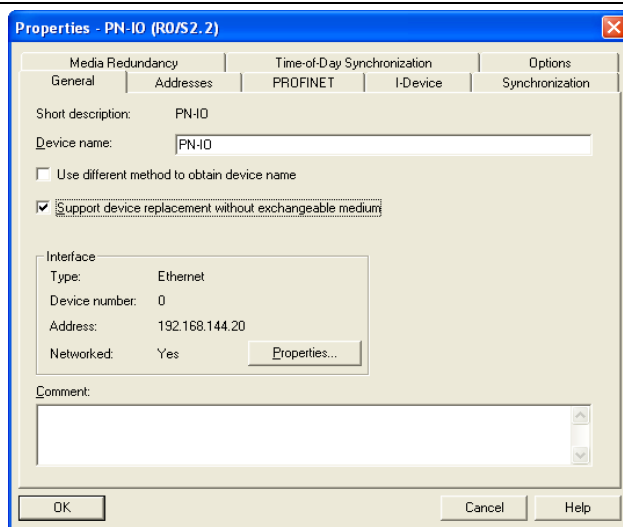 Properties - PN-IO (R0/S2.2)
Media Redundancy Time-of-Day Synchronization Options
General Addresses PROFINET I-Device Synchronization
Short description: PN-IO
Device name: PN-IO
Use different method to obtain device name
Support device replacement without exchangeable medium
Interface
Type: Ethernet
Device number: 0
Address: 192.168.144.20
Networked: Yes Properties...
Comment:
OK Cancel Help